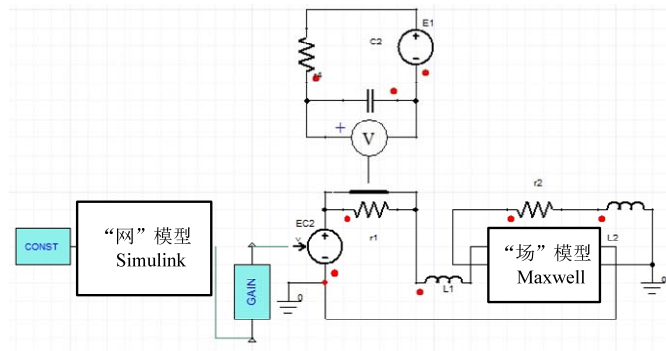 E1
C2
+
V
r2
EC2
r1
"网"模型
Simulink
CONST
"场"模型
Maxwell
L2
GAIN
0
L1
0